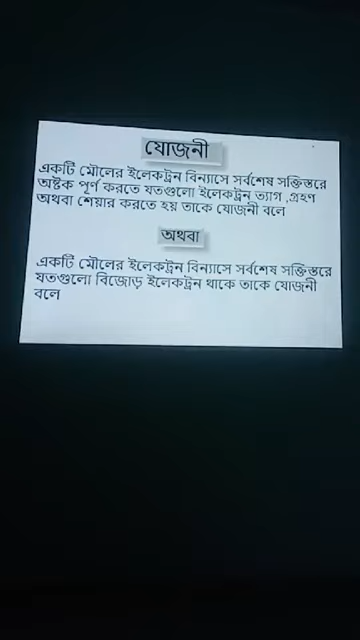 যোজনী
একটি মৌলের ইলেকট্রন বিন্যাসে সর্বশেষ সক্তিস্তরে
অষ্টক পূর্ণ করতে যতগুলো ইলেকট্রন ত্যাগ ,গ্রহণ
অথবা শেয়ার করতে হয় তাকে যোজনী বলে
অথবা
একটি মৌলের ইলেকট্রন বিন্যাসে সর্বশেষ সক্তিস্তরে
যতগুলো বিজোড় ইলেকট্রন থাকে তাকে যোজনী
বলে